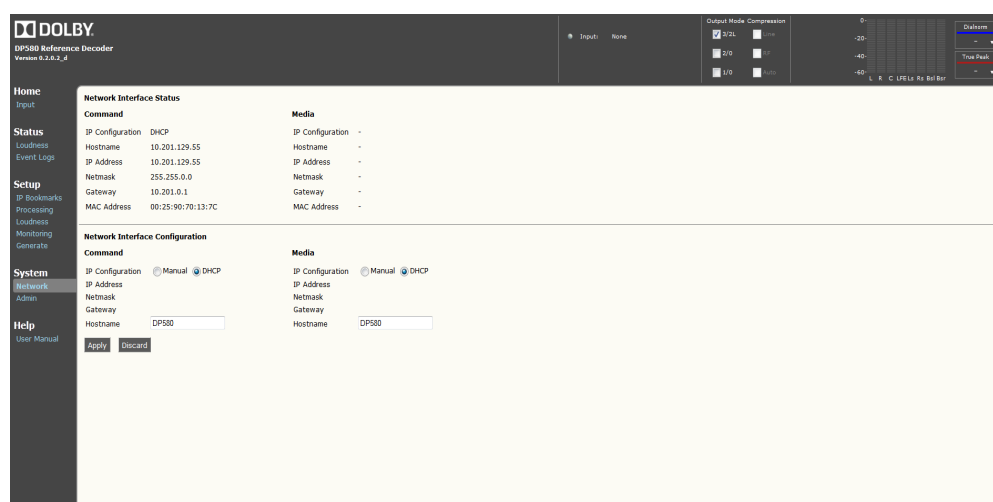 DOLBY.
DP580 Reference Decoder
Version 0.2.0.2_d
Input: None
Output Mode Compression
3/2L Line
2/0 RF
1/0 Auto
0-
-20-
-40-
-60-
L R C LFE Ls Rs Bsl Bsr
Dialnorm
-
True Peak
-
Home
Input
Status
Loudness
Event Logs
Setup
IP Bookmarks
Processing
Loudness
Monitoring
Generate
System
Network
Admin
Help
User Manual
Network Interface Status
Command Media
IP Configuration DHCP IP Configuration -
Hostname 10.201.129.55 Hostname -
IP Address 10.201.129.55 IP Address -
Netmask 255.255.0.0 Netmask -
Gateway 10.201.0.1 Gateway -
MAC Address 00:25:90:70:13:7C MAC Address -
Network Interface Configuration
Command Media
IP Configuration Manual DHCP IP Configuration Manual DHCP
IP Address IP Address
Netmask Netmask
Gateway Gateway
Hostname DP580 Hostname DP580
Apply Discard